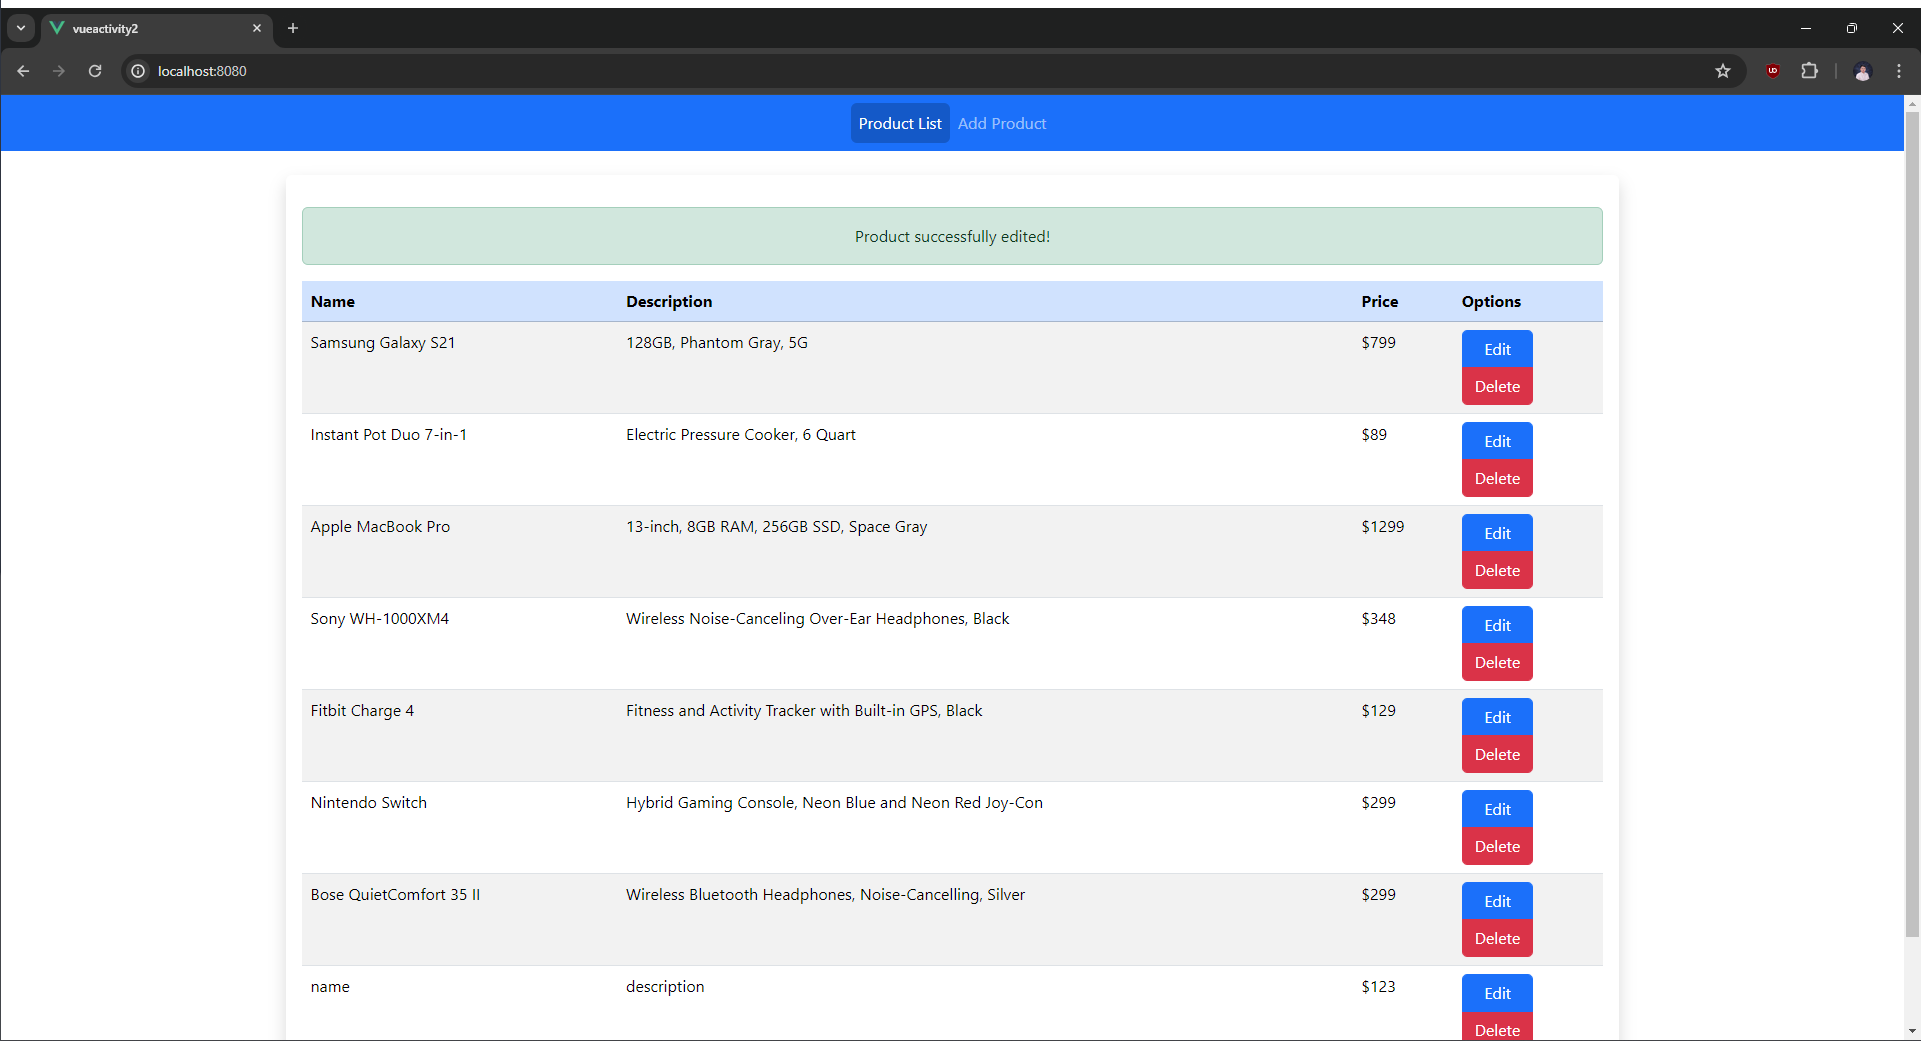 vueactivity2
localhost:8080
Product List Add Product
Product successfully edited!
Name Description Price Options
Samsung Galaxy S21 128GB, Phantom Gray, 5G $799 Edit
Delete
Instant Pot Duo 7-in-1 Electric Pressure Cooker, 6 Quart $89 Edit
Delete
Apple MacBook Pro 13-inch, 8GB RAM, 256GB SSD, Space Gray $1299 Edit
Delete
Sony WH-1000XM4 Wireless Noise-Canceling Over-Ear Headphones, Black $348 Edit
Delete
Fitbit Charge 4 Fitness and Activity Tracker with Built-in GPS, Black $129 Edit
Delete
Nintendo Switch Hybrid Gaming Console, Neon Blue and Neon Red Joy-Con $299 Edit
Delete
Bose QuietComfort 35 II Wireless Bluetooth Headphones, Noise-Cancelling, Silver $299 Edit
Delete
name description $123 Edit
Delete